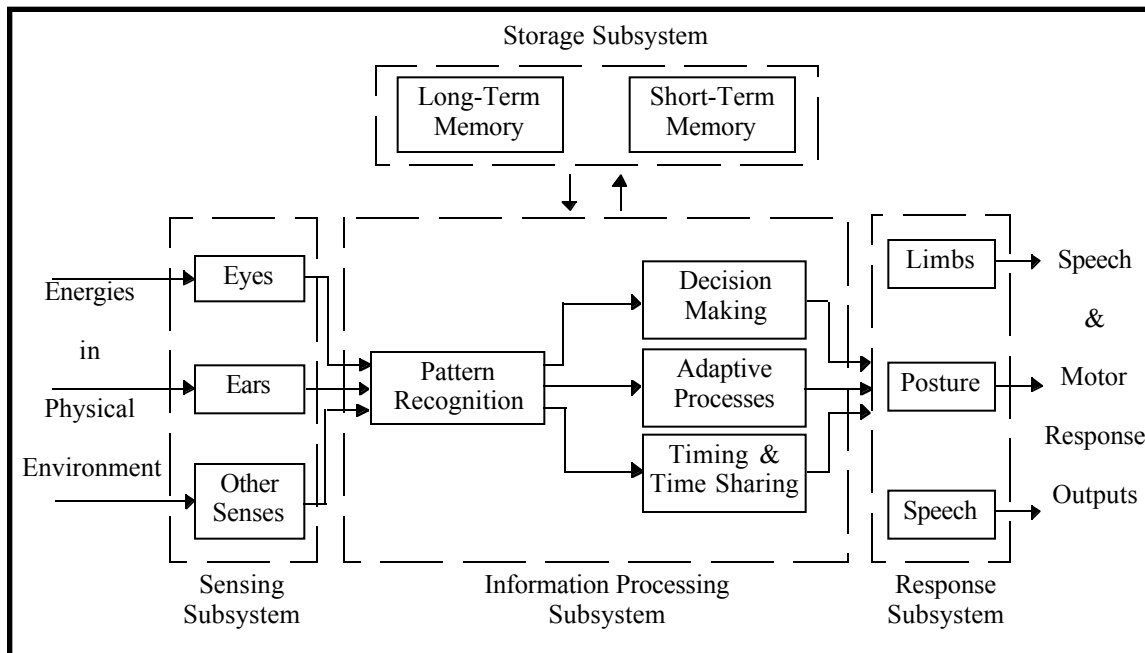 Storage Subsystem
Long-Term
Memory
Short-Term
Memory
Energies
in
Physical
Environment
Eyes
Ears
Other
Senses
Sensing
Subsystem
Pattern
Recognition
Decision
Making
Adaptive
Processes
Timing &
Time Sharing
Information Processing
Subsystem
Limbs
Posture
Speech
Response
Subsystem
Speech
&
Motor
Response
Outputs